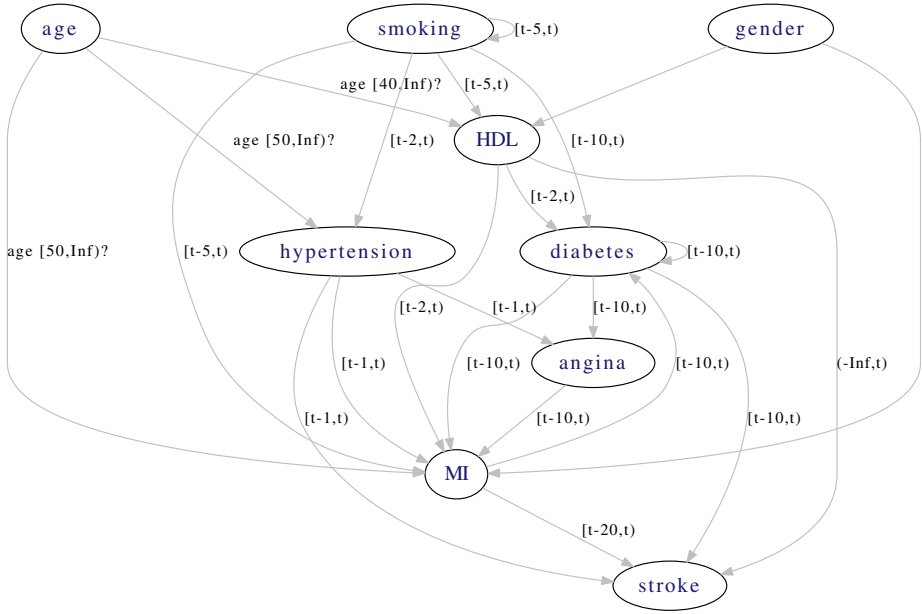 age
smoking
[t-5,t)
gender
age [40,Inf)?
[t-5,t)
age [50,Inf)?
[t-2,t)
HDL
[t-10,t)
[t-2,t)
age [50,Inf)?
[t-5,t)
hypertension
diabetes
[t-10,t)
[t-2,t)
[t-1,t)
[t-10,t)
[t-1,t)
[t-10,t)
angina
[t-10,t)
(-Inf,t)
[t-1,t)
[t-10,t)
[t-10,t)
MI
[t-20,t)
stroke